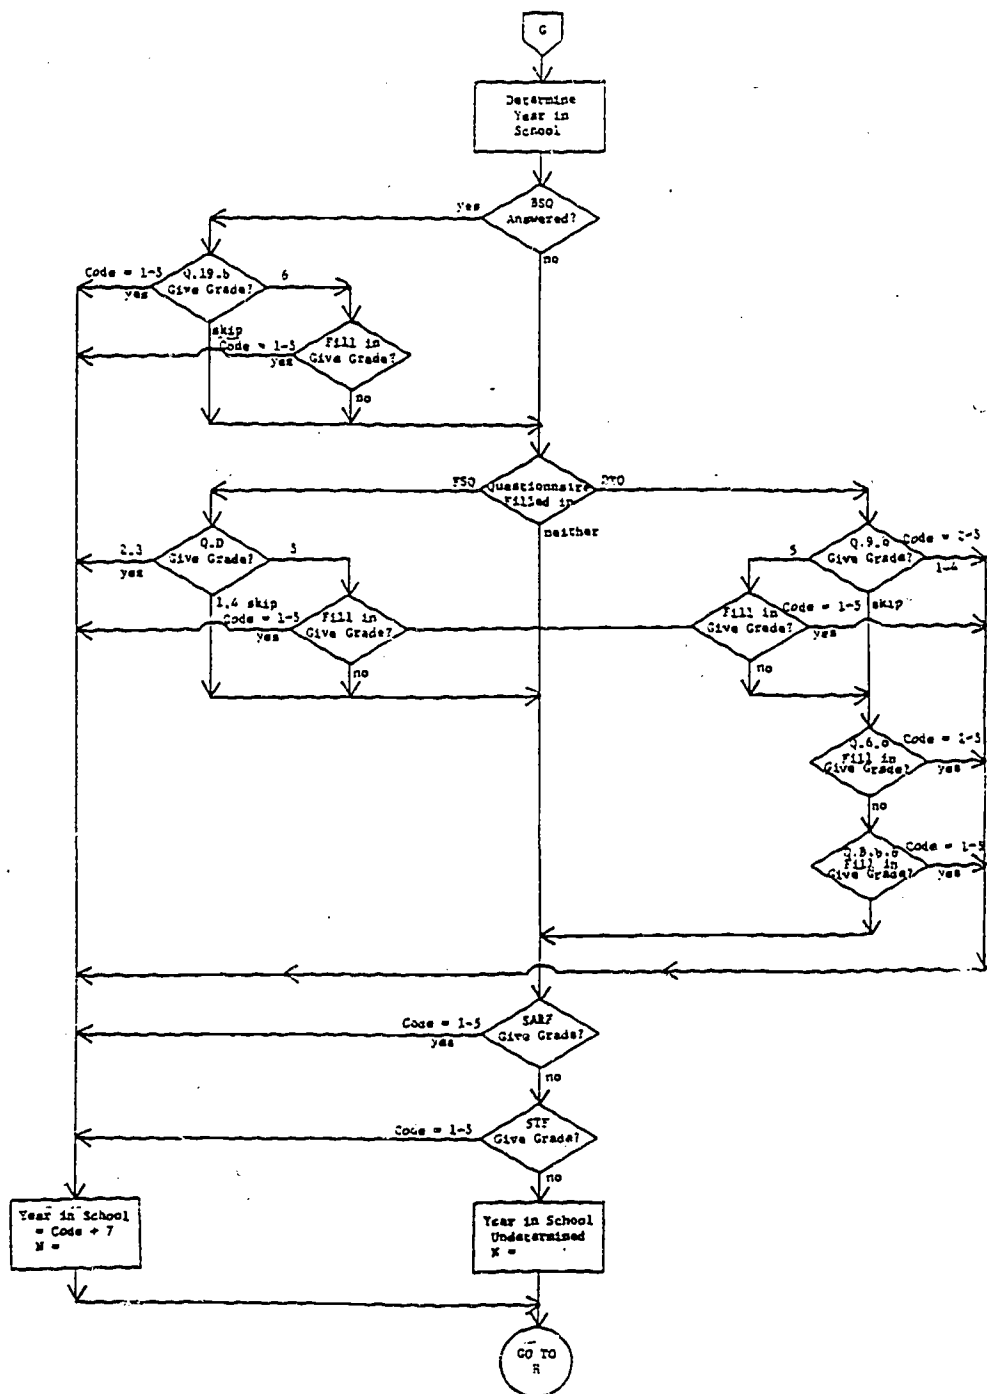 G
Determine
Year in
School
BSQ
Answered?
yes
no
Q.19.b
Give Grade?
Code = 1-5
yes
6
skip
Fill in
Give Grade?
Code = 1-5
yes
no
Questionnaire
Filled in
FSQ
neither
Q.D
Give Grade?
2.3
yes
5
1.4 skip
Fill in
Give Grade?
Code = 1-5
yes
no
Give Grade?
1-4
5
skip
Fill in
Give Grade?
Code = 1-5
yes
no
Fill in
Give Grade?
Code = 1-5
yes
no
Fill in
Give Grade?
Code = 1-5
yes
SARF
Give Grade?
Code = 1-5
yes
no
STF
Give Grade?
Code = 1-5
no
Year in School
= Code + 7
N =
Year in School
Undetermined
N =
GO TO